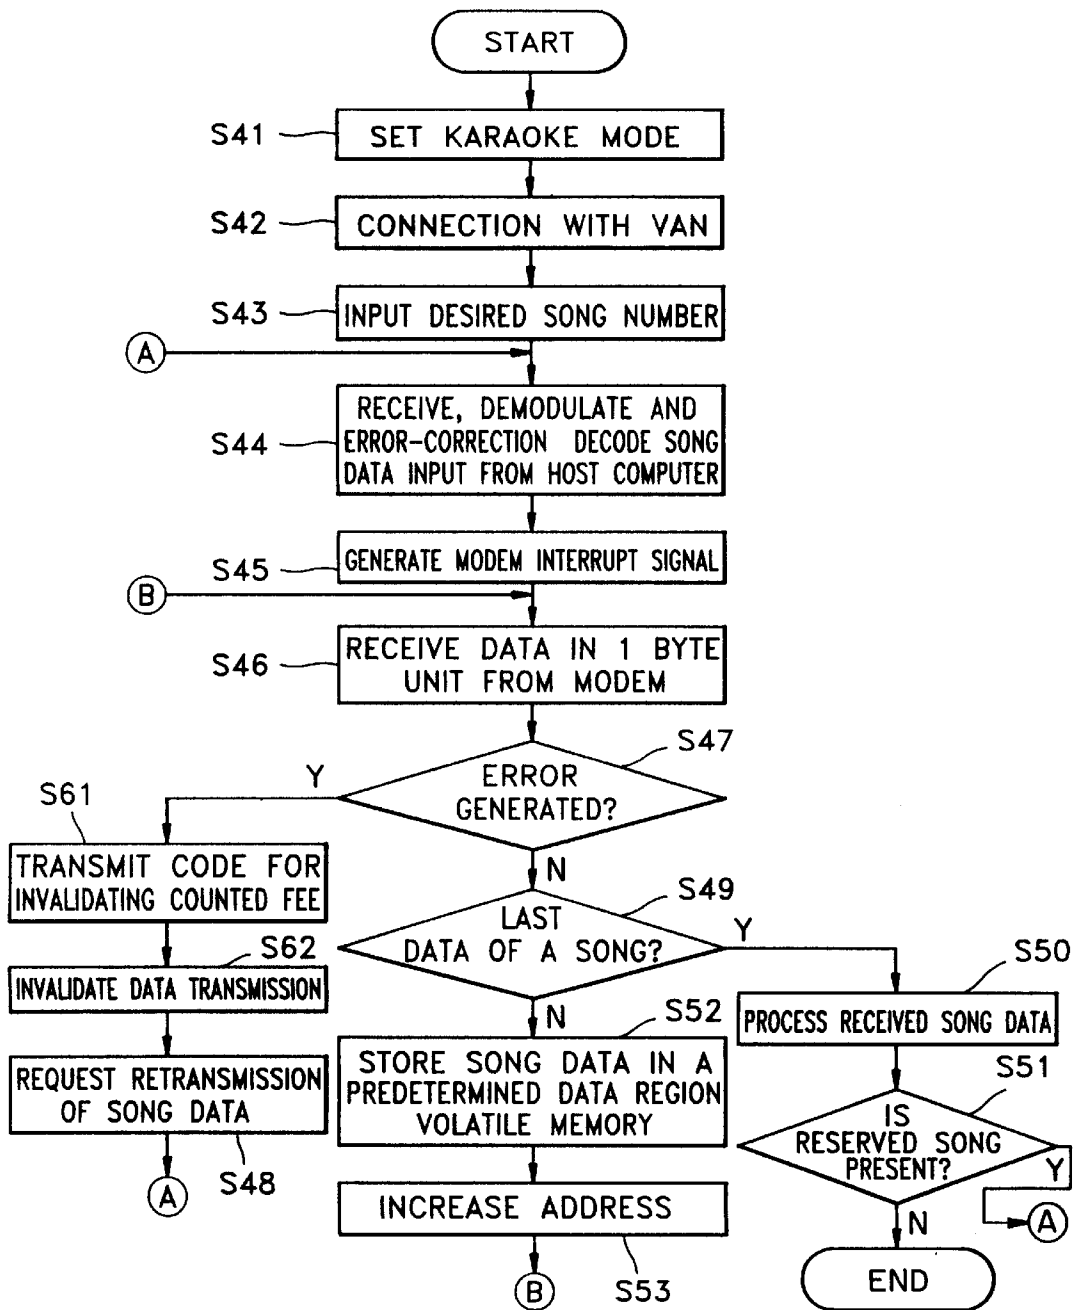 START
S41
SET KARAOKE MODE
S42
CONNECTION WITH VAN
S43
INPUT DESIRED SONG NUMBER
A
S44
RECEIVE, DEMODULATE AND
ERROR-CORRECTION DECODE SONG
DATA INPUT FROM HOST COMPUTER
S45
GENERATE MODEM INTERRUPT SIGNAL
B
S46
RECEIVE DATA IN 1 BYTE
UNIT FROM MODEM
S47
ERROR
GENERATED?
Y
N
S61
TRANSMIT CODE FOR
INVALIDATING COUNTED FEE
S62
INVALIDATE DATA TRANSMISSION
REQUEST RETRANSMISSION
OF SONG DATA
S48
A
S49
LAST
DATA OF A SONG?
Y
N
S52
STORE SONG DATA IN A
PREDETERMINED DATA REGION
VOLATILE MEMORY
INCREASE ADDRESS
S53
B
S50
PROCESS RECEIVED SONG DATA
S51
IS
RESERVED SONG
PRESENT?
Y
A
N
END